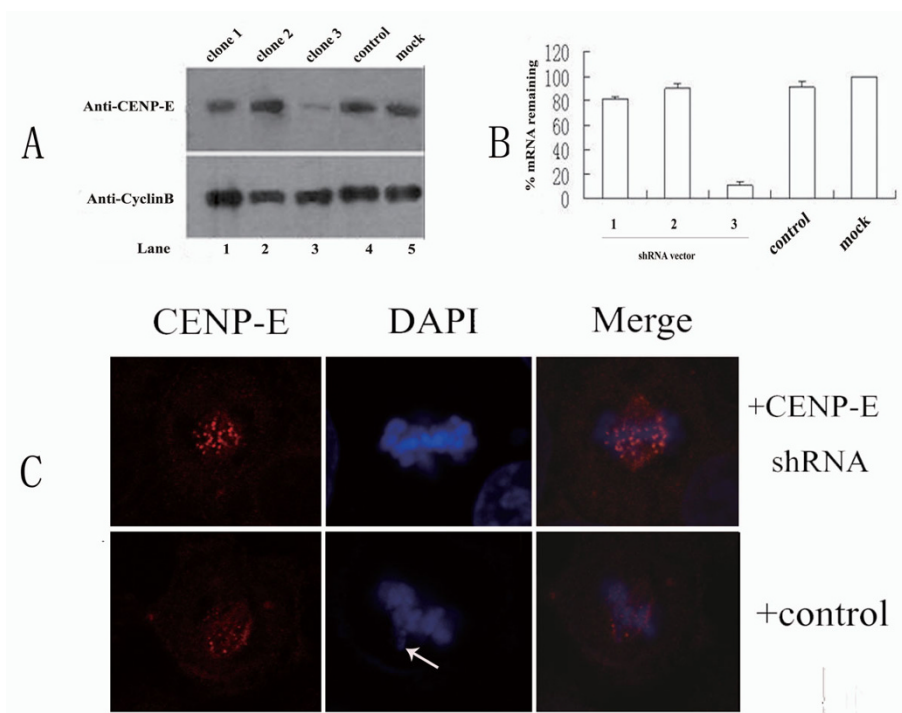 clone 1 clone 2 clone 3 control mock
Anti-CENP-E
Anti-CyclinB
Lane 1 2 3 4 5
A
B
% mRNA remaining
120
100
80
60
40
20
0
1 2 3 control mock
shRNA vector
C
CENP-E DAPI Merge
+CENP-E
shRNA
+control